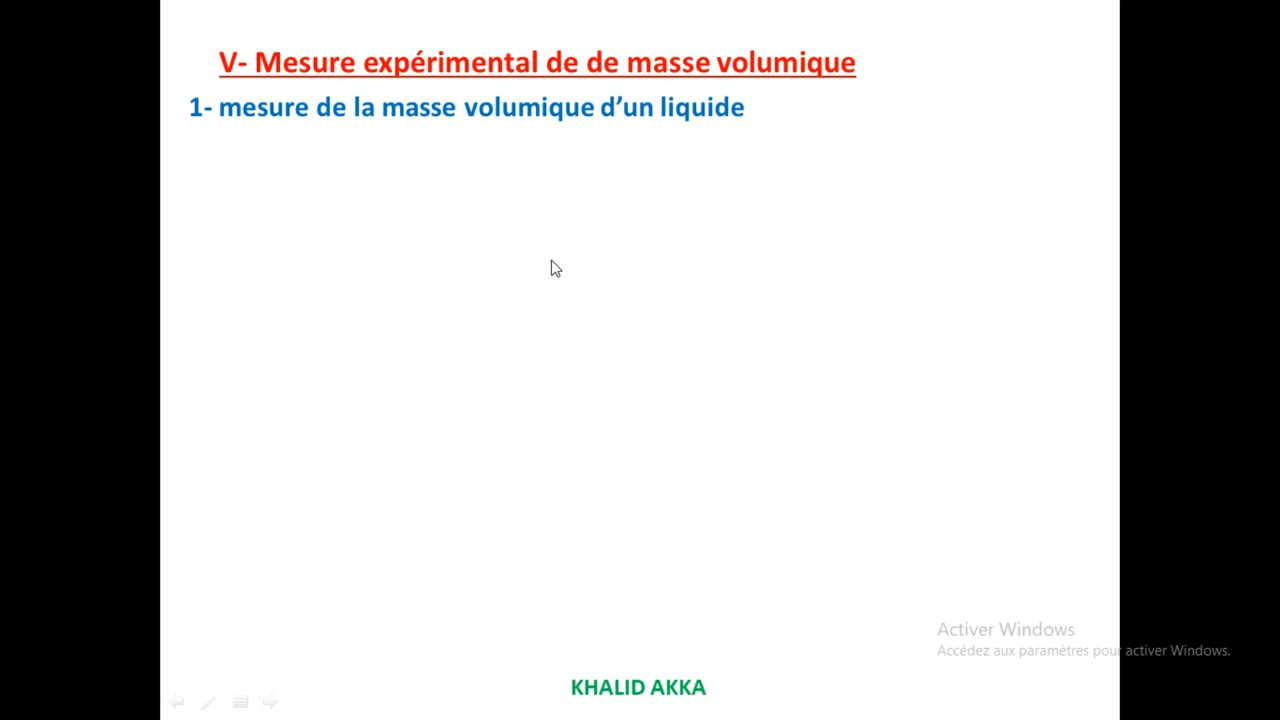 V- Mesure expérimental de de masse volumique
1- mesure de la masse volumique d’un liquide
Activer Windows
Accédez aux paramètres pour activer Windows.
KHALID AKKA